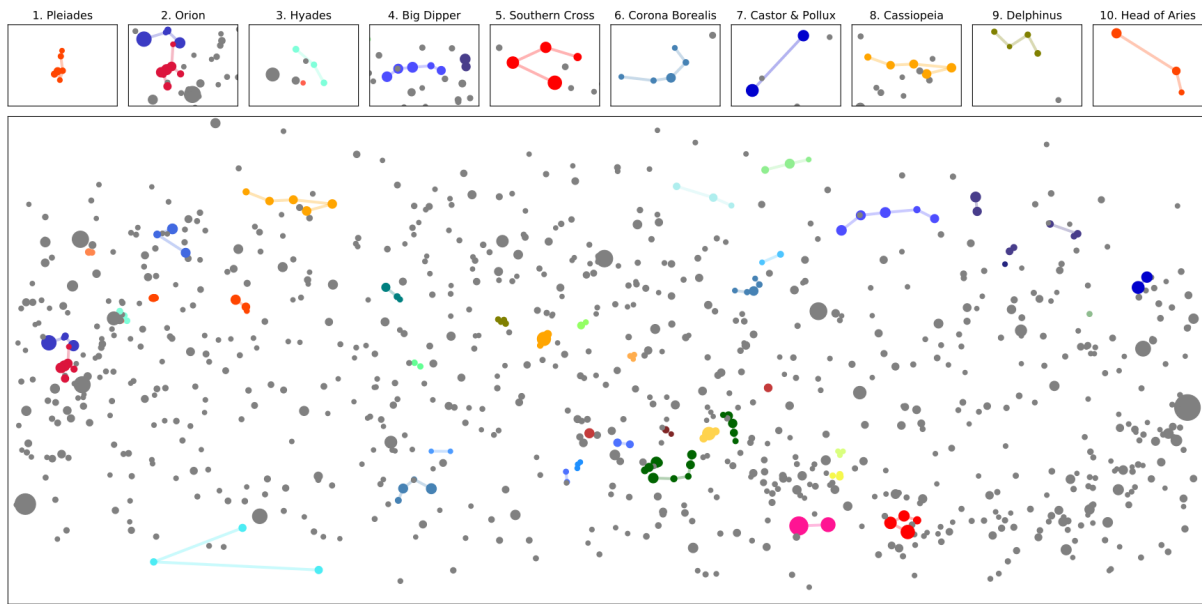 1. Pleiades
2. Orion
3. Hyades
4. Big Dipper
5. Southern Cross
6. Corona Borealis
7. Castor & Pollux
8. Cassiopeia
9. Delphinus
10. Head of Aries